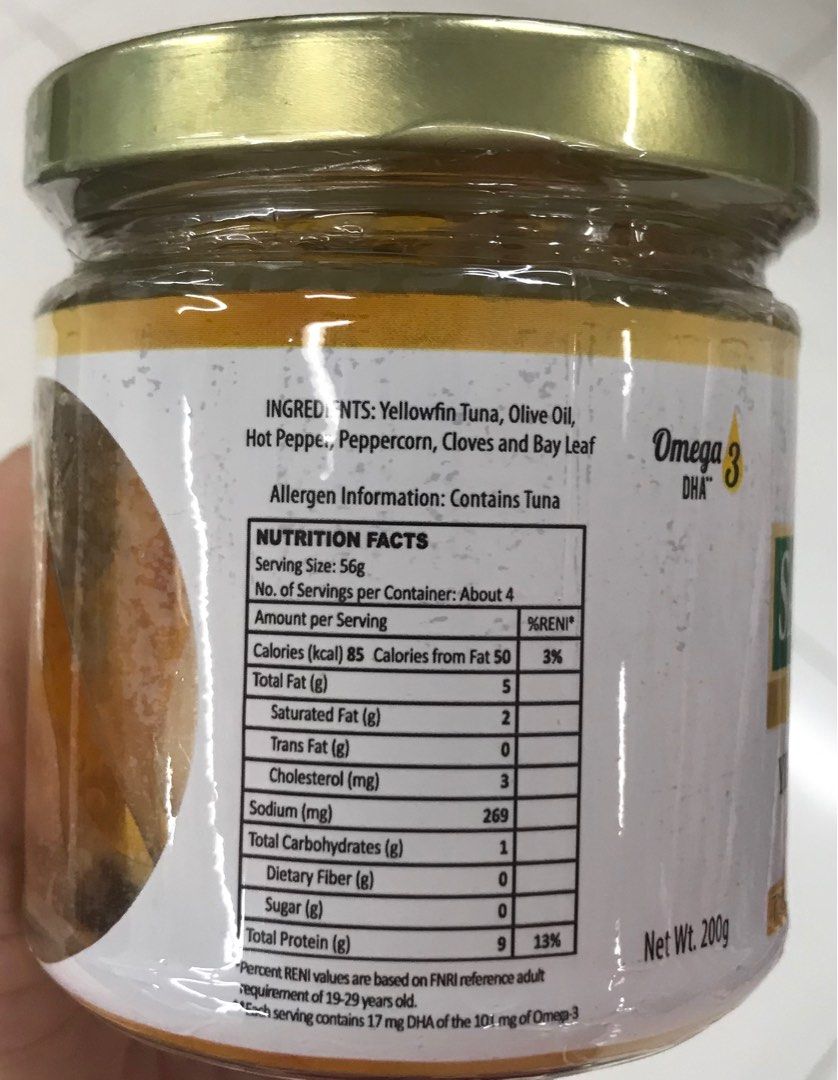 INGREDIENTS: Yellowfin Tuna, Olive Oil,
Hot Pepper, Peppercorn, Cloves and Bay Leaf
Allergen Information: Contains Tuna
Omega 3
DHA**
NUTRITION FACTS
Serving Size: 56g
No. of Servings per Container: About 4
Amount per Serving %RENI*
Calories (kcal) 85 Calories from Fat 50 3%
Total Fat (g) 5
Saturated Fat (g) 2
Trans Fat (g) 0
Cholesterol (mg) 3
Sodium (mg) 269
Total Carbohydrates (g) 1
Dietary Fiber (g) 0
Sugar (g) 0
Total Protein (g) 9 13%
*Percent RENI values are based on FNRI reference adult
requirement of 19-29 years old.
**Each serving contains 17 mg DHA of the 101 mg of Omega-3
Net Wt. 200g